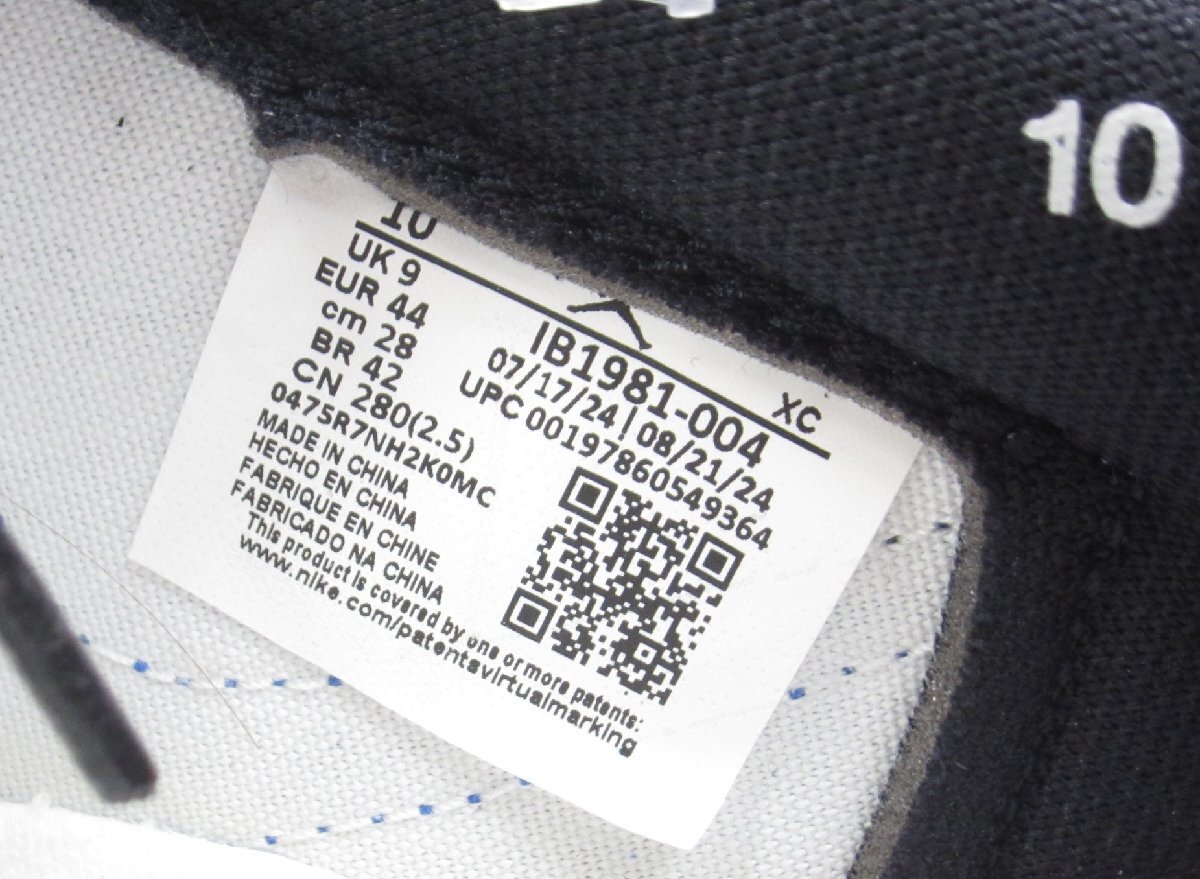 10
10
UK 9
EUR 44
cm 28
BR 42
CN 280(2.5)
0475R7NH2K0MC
MADE IN CHINA
HECHO EN CHINA
FABRIQUE EN CHINE
FABRICADO NA CHINA
This product is covered by one or more patents:
www.nike.com/patentsvirtualmarking
XC
IB1981-004
07/17/24 | 08/21/24
UPC 00197860549364